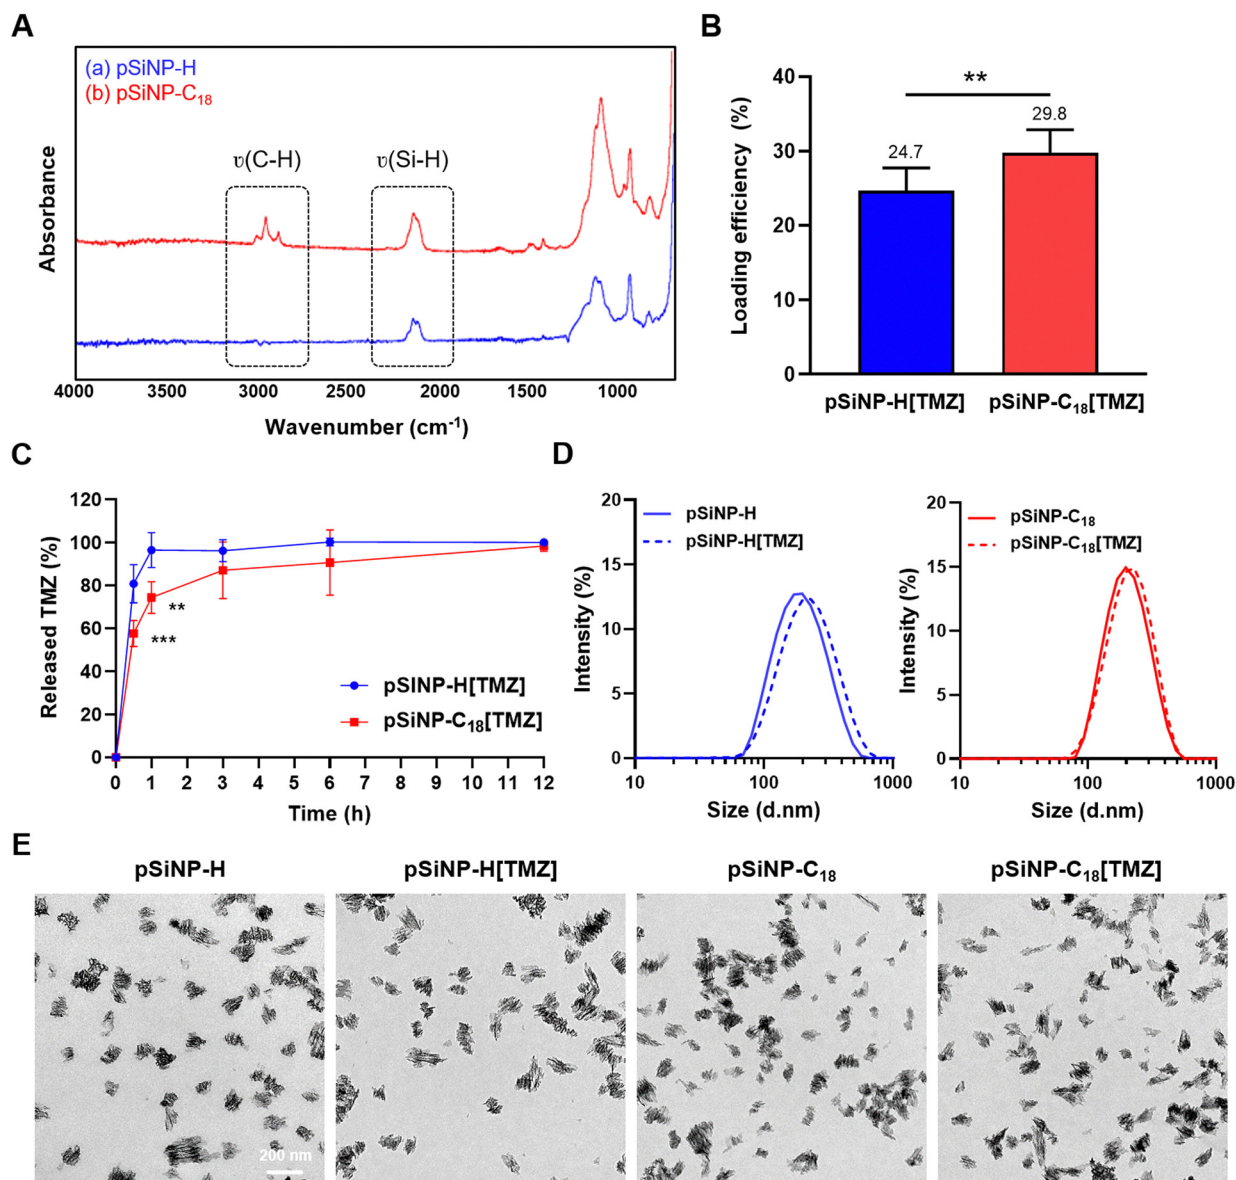 A
(a) pSiNP-H
(b) pSiNP-C18
υ(C-H)
υ(Si-H)
Absorbance
4000 3500 3000 2500 2000 1500 1000
Wavenumber (cm-1)
B
**
24.7
29.8
Loading efficiency (%)
40
30
20
10
0
pSiNP-H[TMZ] pSiNP-C18[TMZ]
C
Released TMZ (%)
120
100
80
60
40
20
0
**
***
pSINP-H[TMZ]
pSiNP-C18[TMZ]
0 1 2 3 4 5 6 7 8 9 10 11 12
Time (h)
D
Intensity (%)
20
15
10
5
0
pSiNP-H
pSiNP-H[TMZ]
10 100 1000
Size (d.nm)
Intensity (%)
20
15
10
5
0
pSiNP-C18
pSiNP-C18[TMZ]
10 100 1000
Size (d.nm)
E
pSiNP-H
pSiNP-H[TMZ]
pSiNP-C18
pSiNP-C18[TMZ]
200 nm